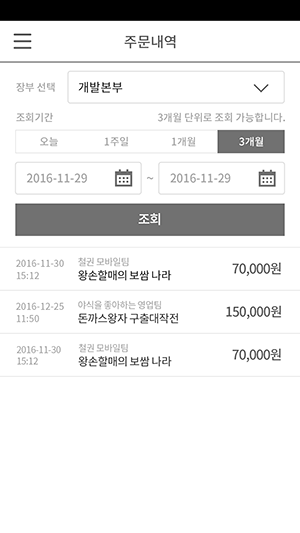 주문내역
장부 선택 개발본부
조회기간 3개월 단위로 조회 가능합니다.
오늘 1주일 1개월 3개월
2016-11-29 ~ 2016-11-29
조회
2016-11-30 철권 모바일팀
15:12 왕손할매의 보쌈 나라 70,000원
2016-12-25 야식을 좋아하는 영업팀
11:50 돈까스왕자 구출대작전 150,000원
2016-11-30 철권 모바일팀
15:12 왕손할매의 보쌈 나라 70,000원